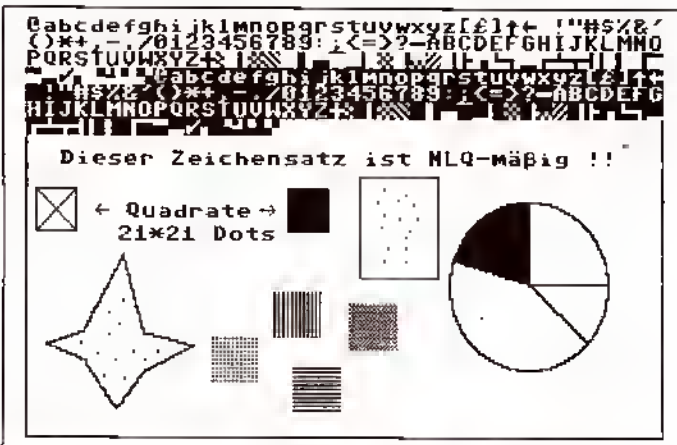 @abcdefghijklmnopqrstuvwxyz[£]↑← !"#$%&'
()*+,-./0123456789:;<=>?─ABCDEFGHIJKLMNO
PQRSTUVWXYZ
@abcdefghijklmnopqrstuvwxyz[£]↑←
!"#$%&'()*+,-./0123456789:;<=>?─ABCDEFG
HIJKLMNOPQRSTUVWXYZ
Dieser Zeichensatz ist NLQ-mäßig !!
← Quadrate →
21*21 Dots